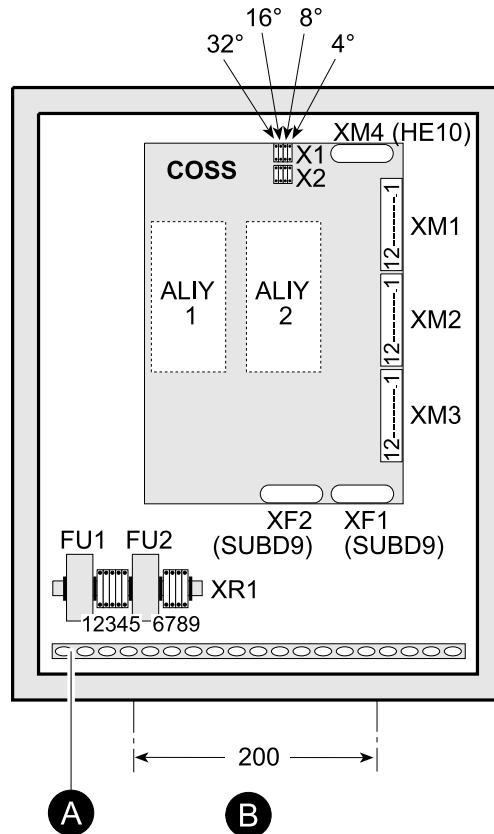 16° 8°
32° 4°
XM4 (HE10)
COSS
X1
X2
1
12
XM1
ALIY
1
ALIY
2
1
12
XM2
1
12
XM3
XF2
(SUBD9)
XF1
(SUBD9)
FU1 FU2
XR1
12345 6789
200
A B